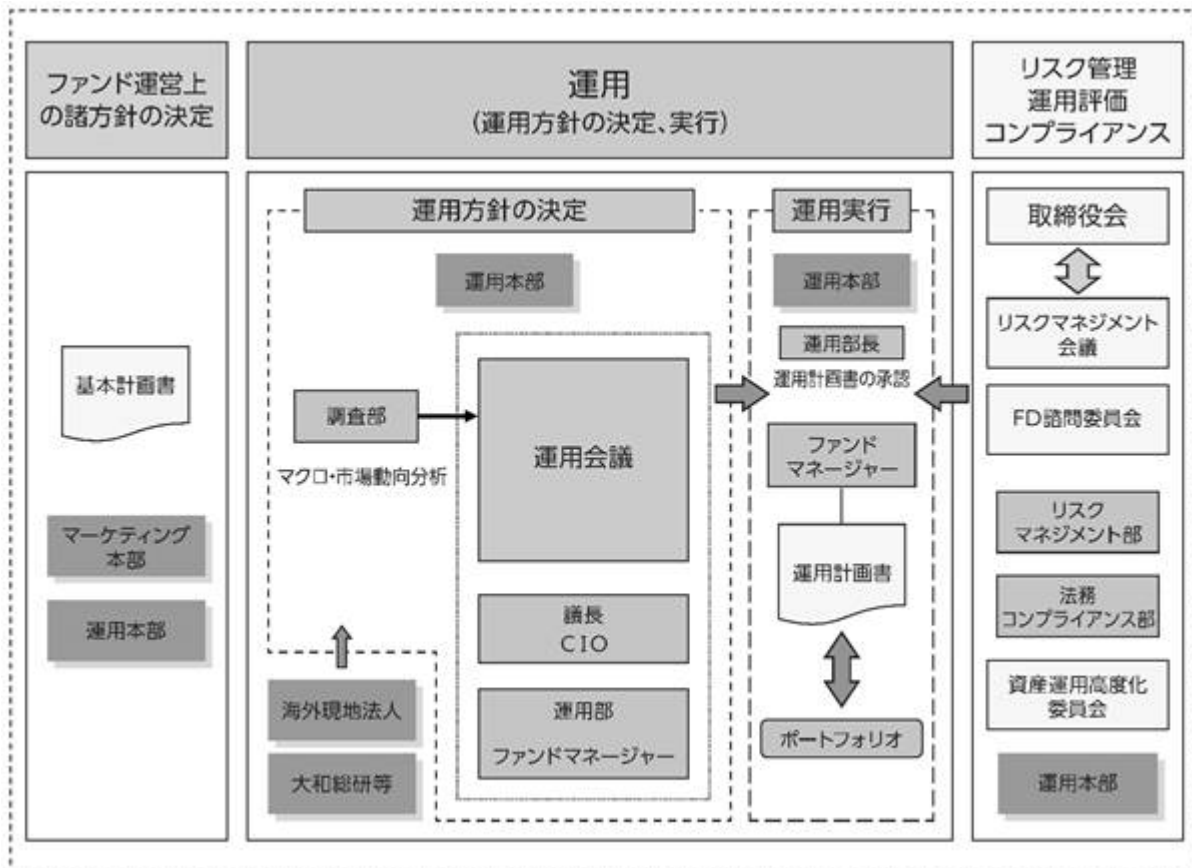 ファンド運営上
の諸方針の決定
運用
(運用方針の決定、実行)
リスク管理
運用評価
コンプライアンス
基本計画書
マーケティング
本部
運用本部
運用方針の決定
運用本部
調査部
マクロ・市場動向分析
運用会議
議長
CIO
運用部
ファンドマネージャー
海外現地法人
大和総研等
運用実行
運用本部
運用部長
運用計画書の承認
ファンド
マネージャー
運用計画書
ポートフォリオ
取締役会
リスクマネジメント
会議
FD諮問委員会
リスク
マネジメント部
法務
コンプライアンス部
資産運用高度化
委員会
運用本部